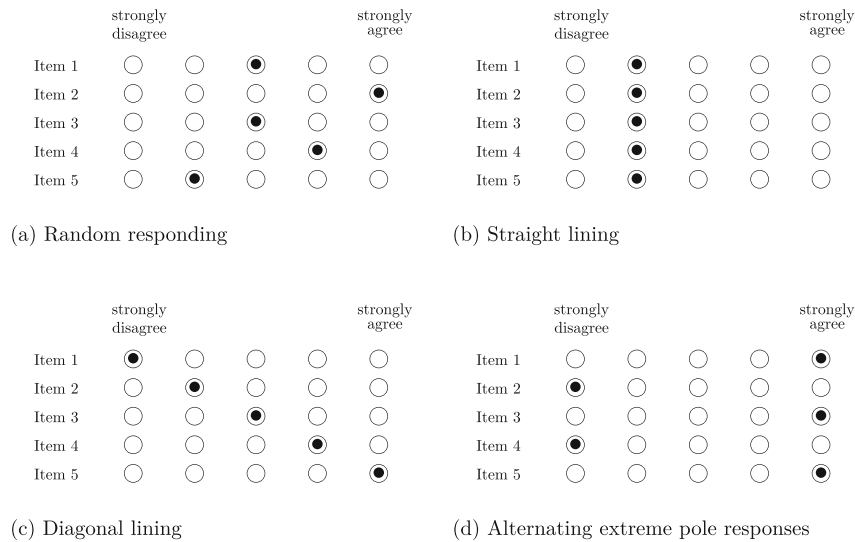 strongly
disagree
strongly
agree
Item 1
Item 2
Item 3
Item 4
Item 5
(a) Random responding
strongly
disagree
strongly
agree
Item 1
Item 2
Item 3
Item 4
Item 5
(b) Straight lining
strongly
disagree
strongly
agree
Item 1
Item 2
Item 3
Item 4
Item 5
(c) Diagonal lining
strongly
disagree
strongly
agree
Item 1
Item 2
Item 3
Item 4
Item 5
(d) Alternating extreme pole responses